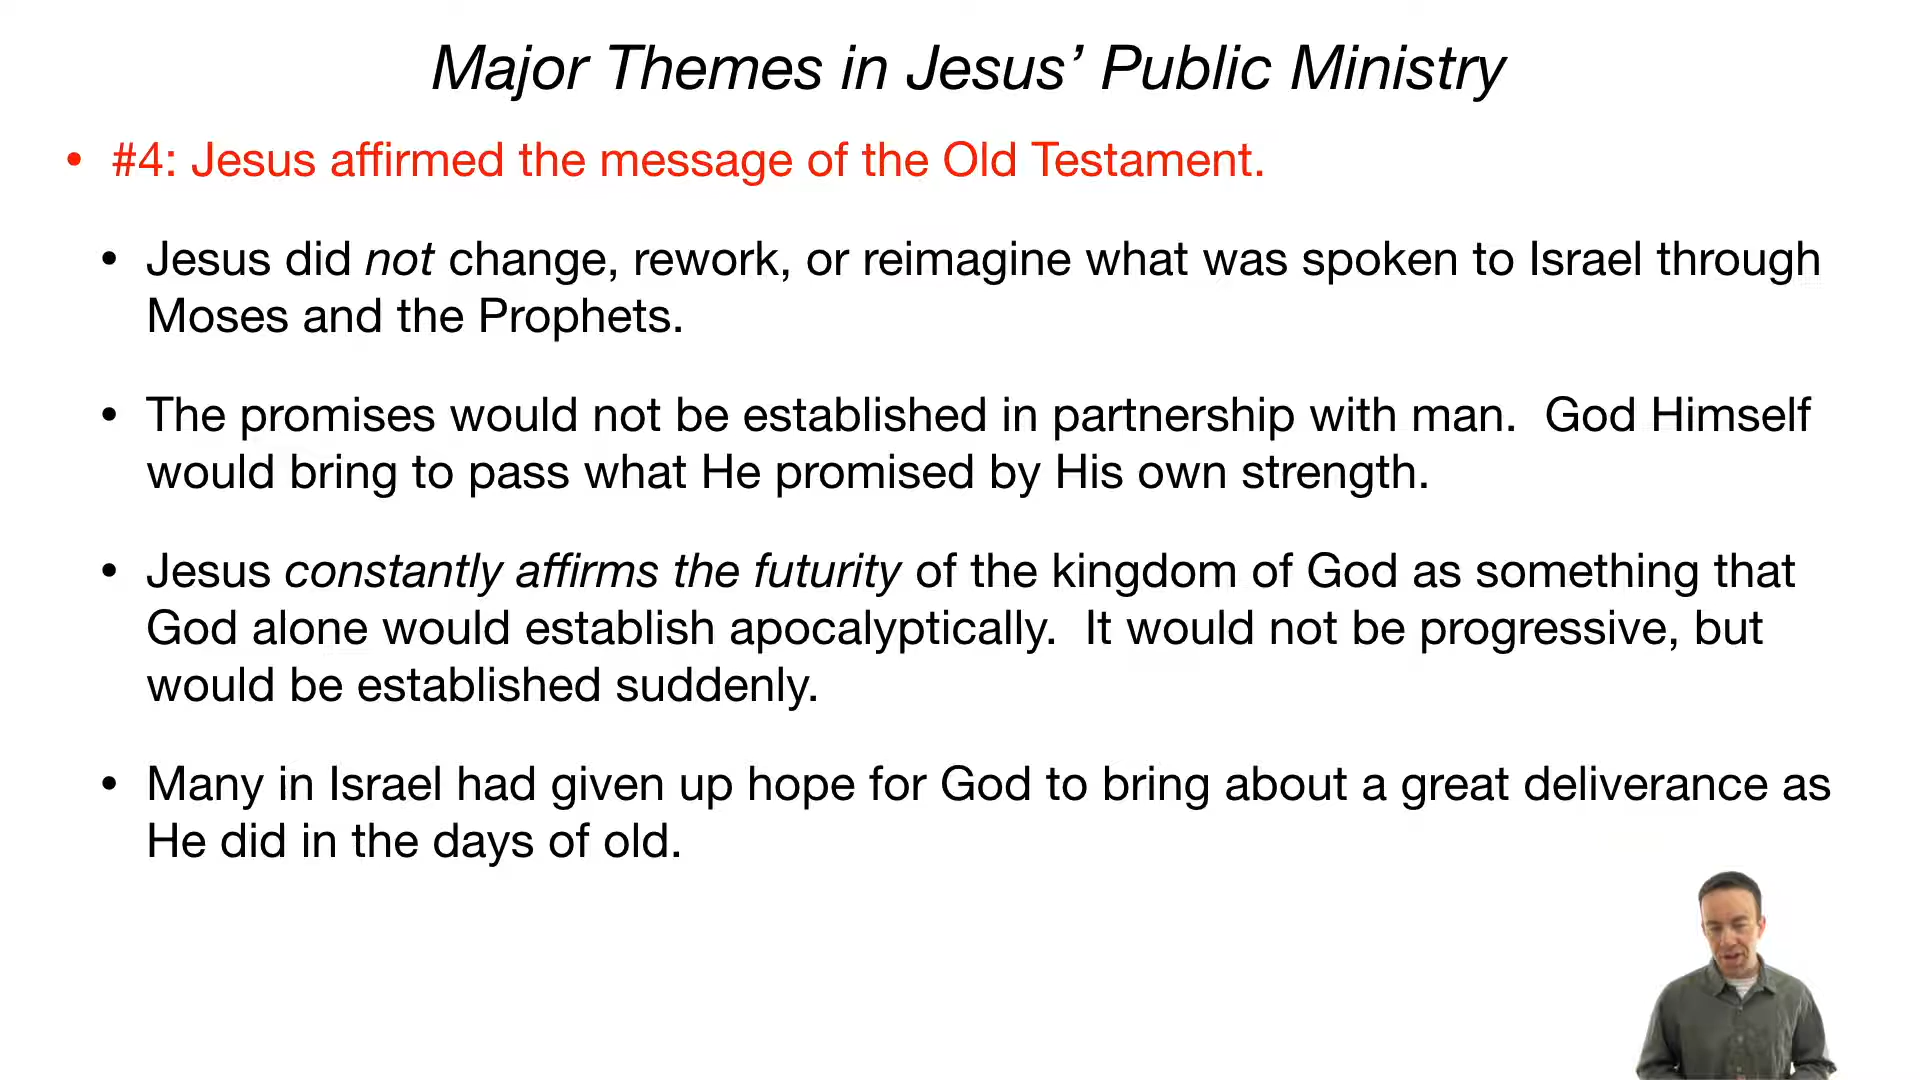 Major Themes in Jesus’ Public Ministry
• #4: Jesus affirmed the message of the Old Testament.
• Jesus did not change, rework, or reimagine what was spoken to Israel through
Moses and the Prophets.
• The promises would not be established in partnership with man.  God Himself
would bring to pass what He promised by His own strength.
• Jesus constantly affirms the futurity of the kingdom of God as something that
God alone would establish apocalyptically.  It would not be progressive, but
would be established suddenly.
• Many in Israel had given up hope for God to bring about a great deliverance as
He did in the days of old.